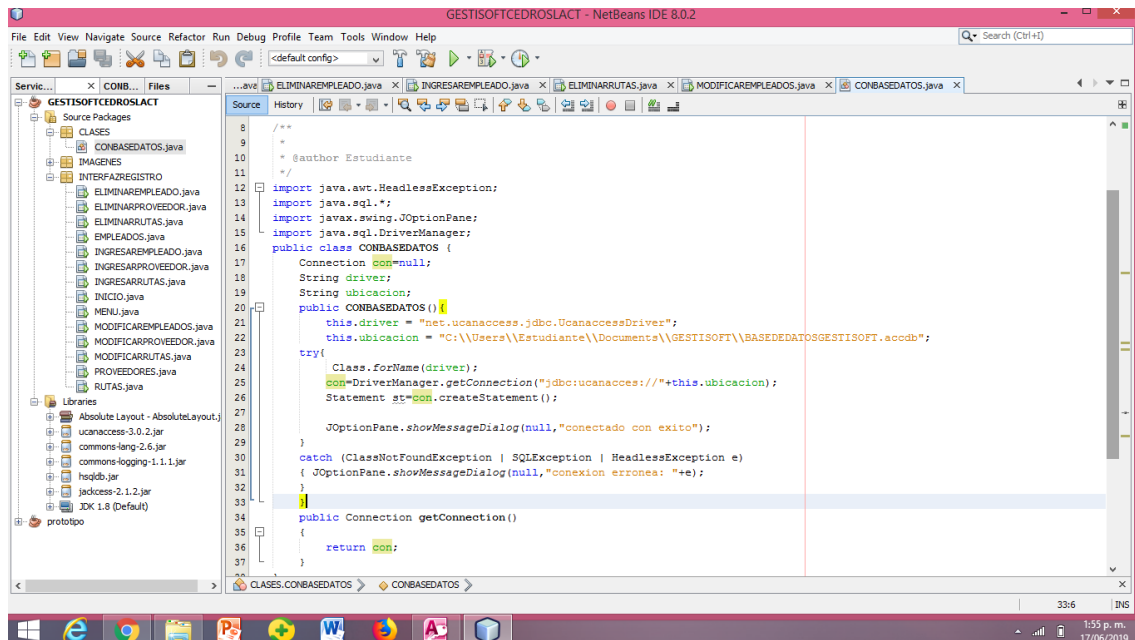 GESTISOFTCEDROSLACT - NetBeans IDE 8.0.2
File Edit View Navigate Source Refactor Run Debug Profile Team Tools Window Help
Search (Ctrl+I)
<default config>
Servic... CONB... Files
...ava ELIMINAREMPLEADO.java INGRESAREMPLEADO.java ELIMINARRUTAS.java MODIFICAREMPLEADOS.java CONBASEDATOS.java
Source History
GESTISOFTCEDROSLACT
Source Packages
CLASES
CONBASEDATOS.java
IMAGENES
INTERFAZREGISTRO
ELIMINAREMPLEADO.java
ELIMINARPROVEEDOR.java
ELIMINARRUTAS.java
EMPLEADOS.java
INGRESAREMPLEADO.java
INGRESARPROVEEDOR.java
INGRESARRUTAS.java
INICIO.java
MENU.java
MODIFICAREMPLEADOS.java
MODIFICARPROVEEDOR.java
MODIFICARRUTAS.java
PROVEEDORES.java
RUTAS.java
Libraries
Absolute Layout - AbsoluteLayout.j
ucanaccess-3.0.2.jar
commons-lang-2.6.jar
commons-logging-1.1.1.jar
hsqldb.jar
jackcess-2.1.2.jar
JDK 1.8 (Default)
prototipo
8 /**
9 *
10 * @author Estudiante
11 */
12 import java.awt.HeadlessException;
13 import java.sql.*;
14 import javax.swing.JOptionPane;
15 import java.sql.DriverManager;
16 public class CONBASEDATOS {
17 Connection con=null;
18 String driver;
19 String ubicacion;
20 public CONBASEDATOS(){
21 this.driver = "net.ucanaccess.jdbc.UcanaccessDriver";
22 this.ubicacion = "C:\\Users\\Estudiante\\Documents\\GESTISOFT\\BASEDEDATOSGESTISOFT.accdb";
23 try{
24 Class.forName(driver);
25 con=DriverManager.getConnection("jdbc:ucanacces://"+this.ubicacion);
26 Statement st=con.createStatement();
27
28 JOptionPane.showMessageDialog(null,"conectado con exito");
29 }
30 catch (ClassNotFoundException | SQLException | HeadlessException e)
31 { JOptionPane.showMessageDialog(null,"conexion erronea: "+e);
32 }
33 }
34 public Connection getConnection()
35 {
36 return con;
37 }
CLASES.CONBASEDATOS CONBASEDATOS
33:6 INS
1:55 p. m.
17/06/2019